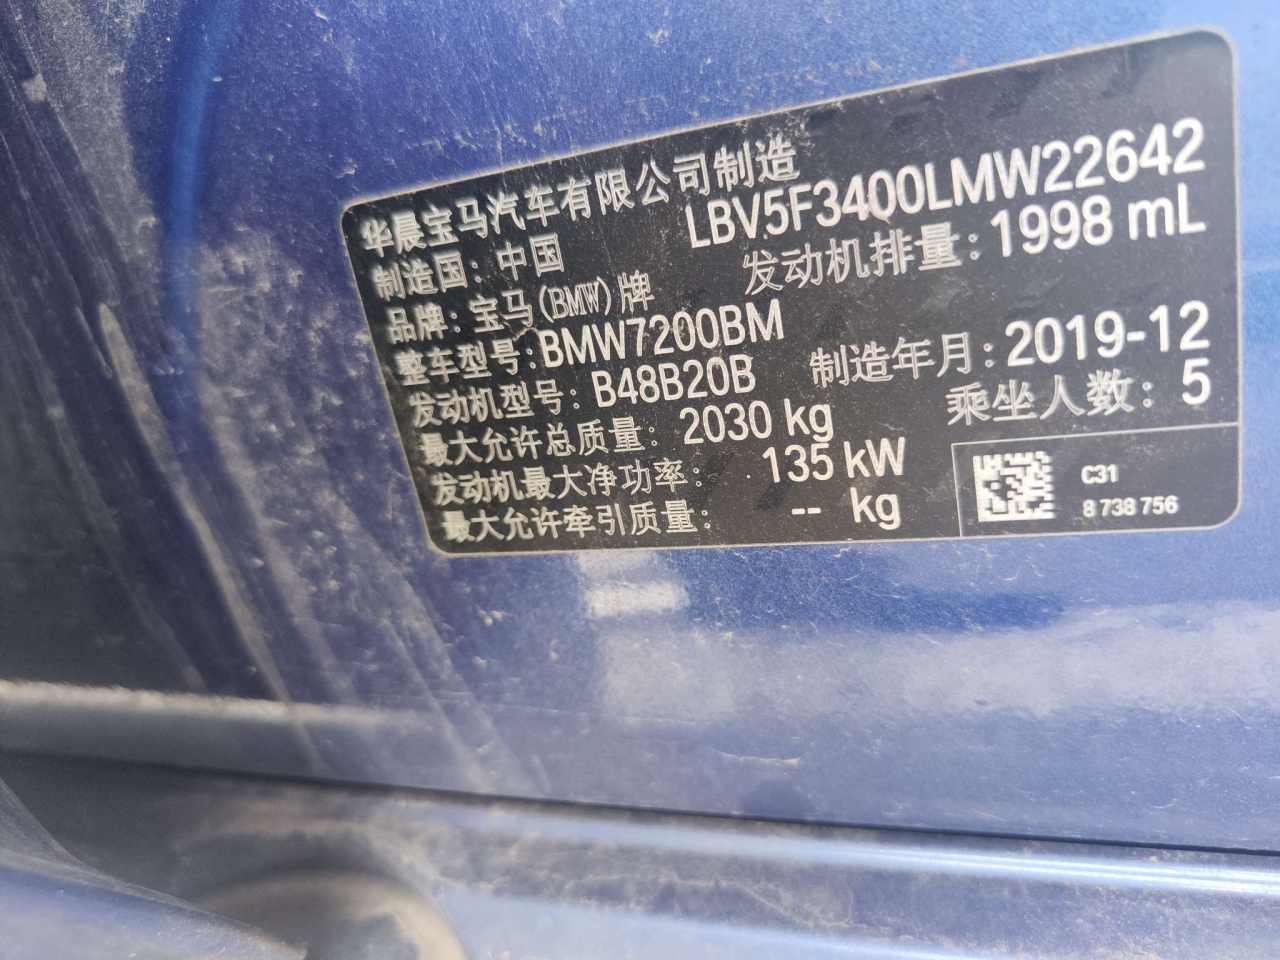 华晨宝马汽车有限公司制造
制造国：中国 LBV5F3400LMW22642
品牌：宝马(BMW)牌 发动机排量：1998 mL
整车型号：BMW7200BM
发动机型号：B48B20B 制造年月：2019-12
最大允许总质量：2030 kg 乘坐人数：5
发动机最大净功率：135 kW
最大允许牵引质量：-- kg
C31
8 738 756